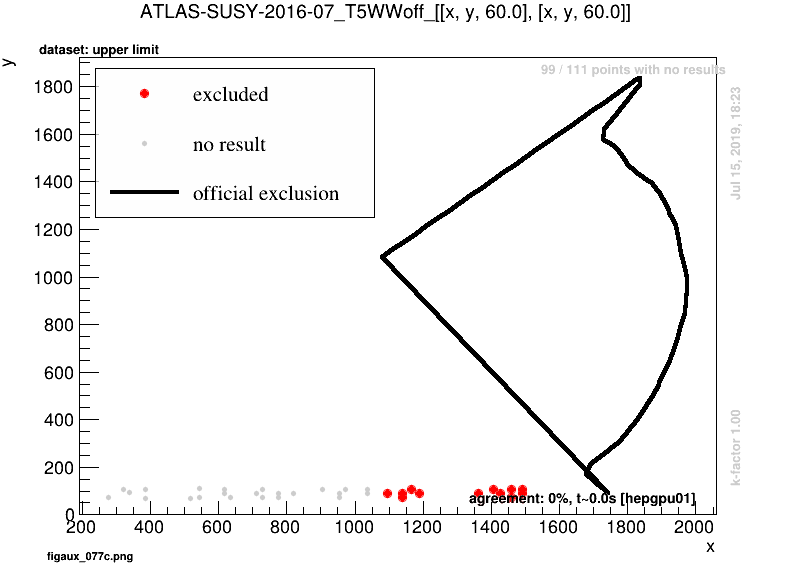 ATLAS-SUSY-2016-07_T5WWoff_[[x, y, 60.0], [x, y, 60.0]]
dataset: upper limit
y
99 / 111 points with no results
excluded
no result
official exclusion
Jul 15, 2019, 18:23
k-factor 1.00
1800
1600
1400
1200
1000
800
600
400
200
0
agreement: 0%, t~0.0s [hepgpu01]
200 400 600 800 1000 1200 1400 1600 1800 2000
x
figaux_077c.png